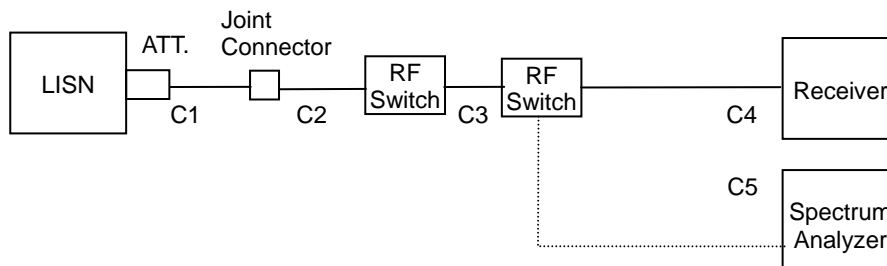 Joint
Connector
ATT.
LISN
RF
Switch
RF
Switch
Receiver
C1
C2
C3
C4
C5
Spectrum
Analyzer